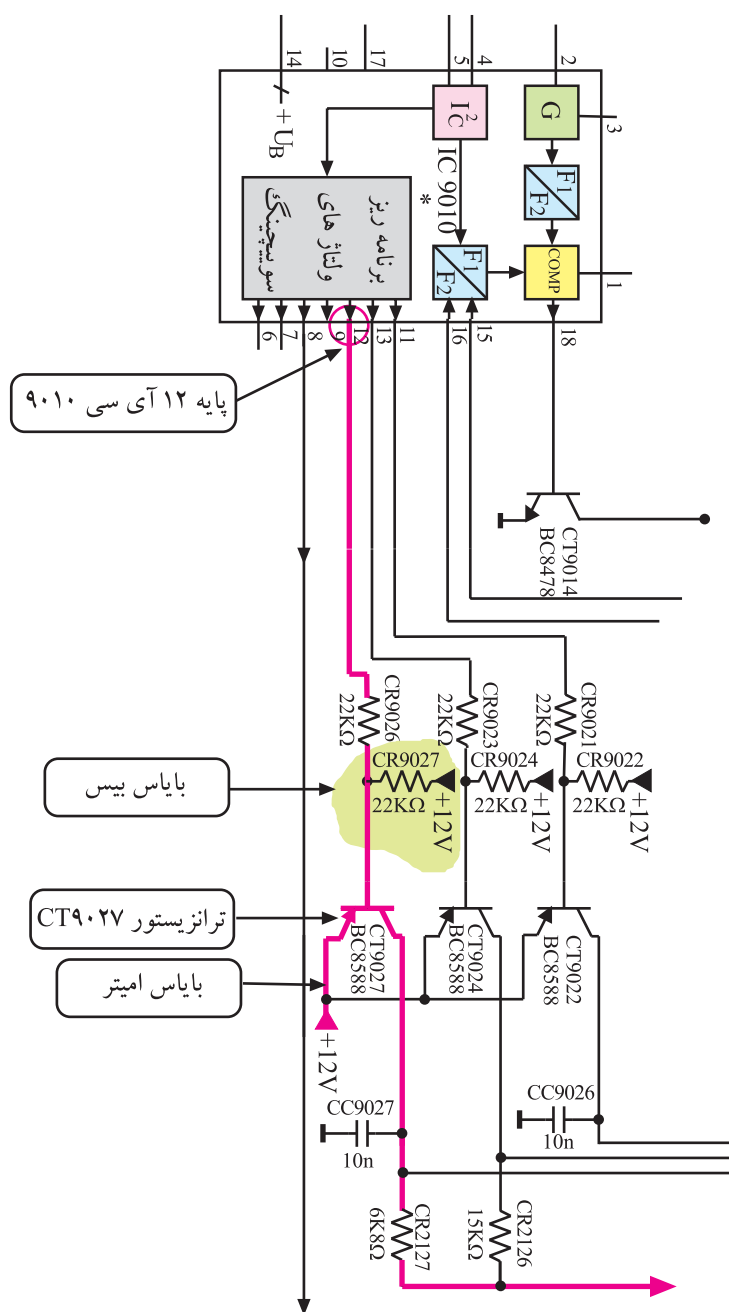 14
10
17
5
4
2
3
+U_B
I²_C
G
IC 9010
*
F1
F2
برنامه ریز
ولتاژ های
سوییچینگ
F1
F2
COMP
1
6
7
8
9
12
13
11
16
15
18
پایه ۱۲ آی سی ۹۰۱۰
CT9014
BC8478
CR9026
22KΩ
CR9023
22KΩ
CR9021
22KΩ
CR9027
22KΩ
+12V
CR9024
22KΩ
+12V
CR9022
22KΩ
+12V
بایاس بیس
ترانزیستور CT۹۰۲۷
CT9027
BC8588
CT9024
BC8588
CT9022
BC8588
بایاس امیتر
+12V
CC9027
10n
CC9026
10n
CR2127
6K8Ω
CR2126
15KΩ